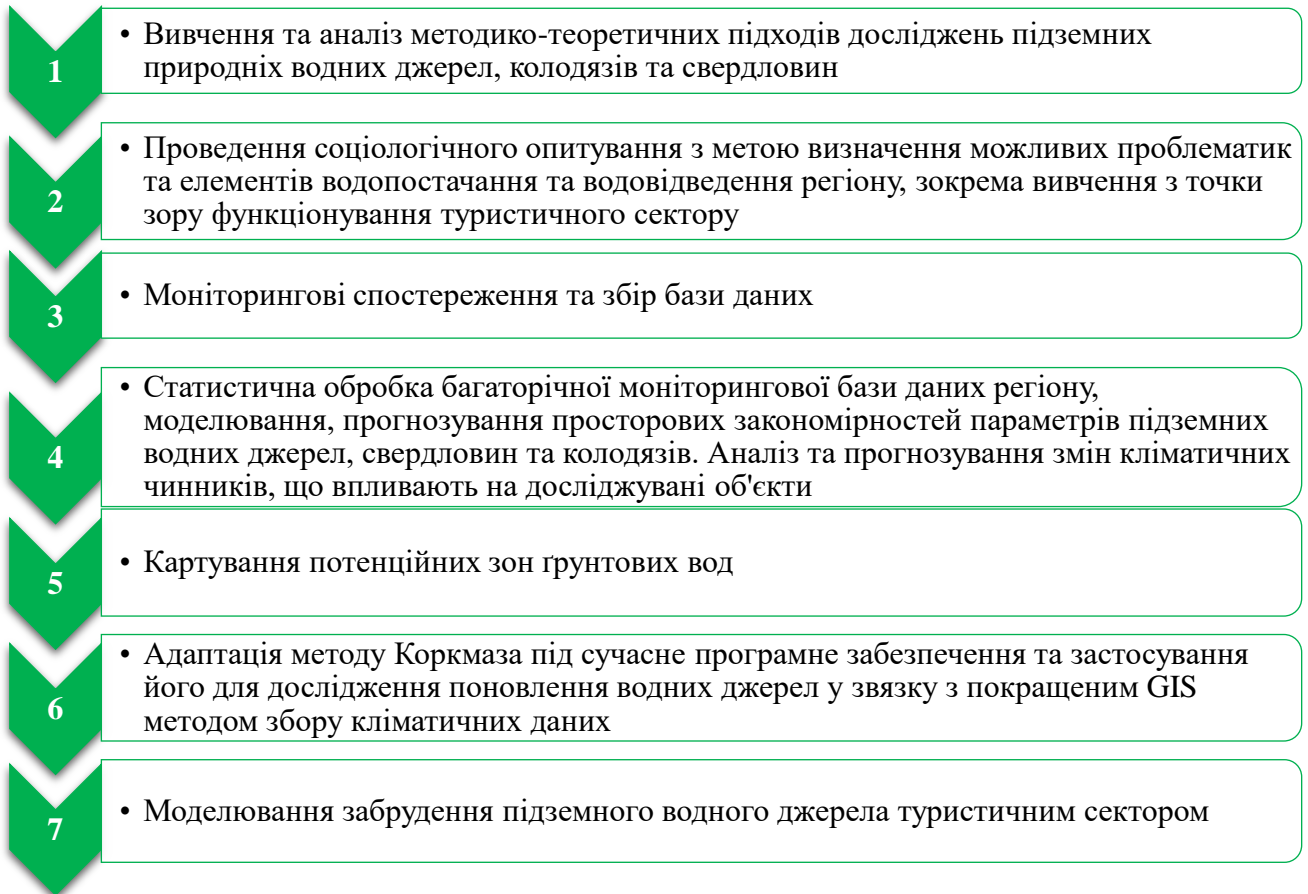 1
• Вивчення та аналіз методико-теоретичних підходів досліджень підземних
природніх водних джерел, колодязів та свердловин
2
• Проведення соціологічного опитування з метою визначення можливих проблематик
та елементів водопостачання та водовідведення регіону, зокрема вивчення з точки
зору функціонування туристичного сектору
3
• Моніторингові спостереження та збір бази даних
4
• Статистична обробка багаторічної моніторингової бази даних регіону,
моделювання, прогнозування просторових закономірностей параметрів підземних
водних джерел, свердловин та колодязів. Аналіз та прогнозування змін кліматичних
чинників, що впливають на досліджувані об'єкти
5
• Картування потенційних зон ґрунтових вод
6
• Адаптація методу Коркмаза під сучасне програмне забезпечення та застосування
його для дослідження поновлення водних джерел у звязку з покращеним GIS
методом збору кліматичних даних
7
• Моделювання забрудення підземного водного джерела туристичним сектором